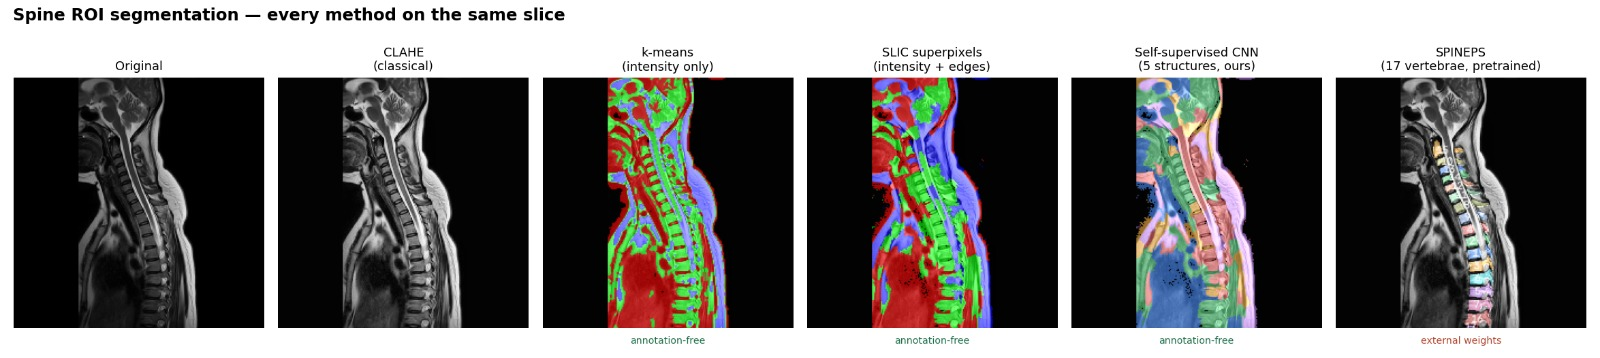 Spine ROI segmentation — every method on the same slice
Original
CLAHE
(classical)
k-means
(intensity only)
SLIC superpixels
(intensity + edges)
Self-supervised CNN
(5 structures, ours)
SPINEPS
(17 vertebrae, pretrained)
annotation-free
annotation-free
annotation-free
external weights